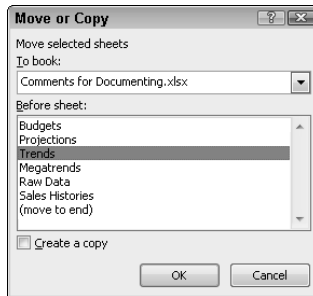 Move or Copy
Move selected sheets
To book:
Comments for Documenting.xlsx
Before sheet:
Budgets
Projections
Trends
Megatrends
Raw Data
Sales Histories
(move to end)
Create a copy
OK Cancel